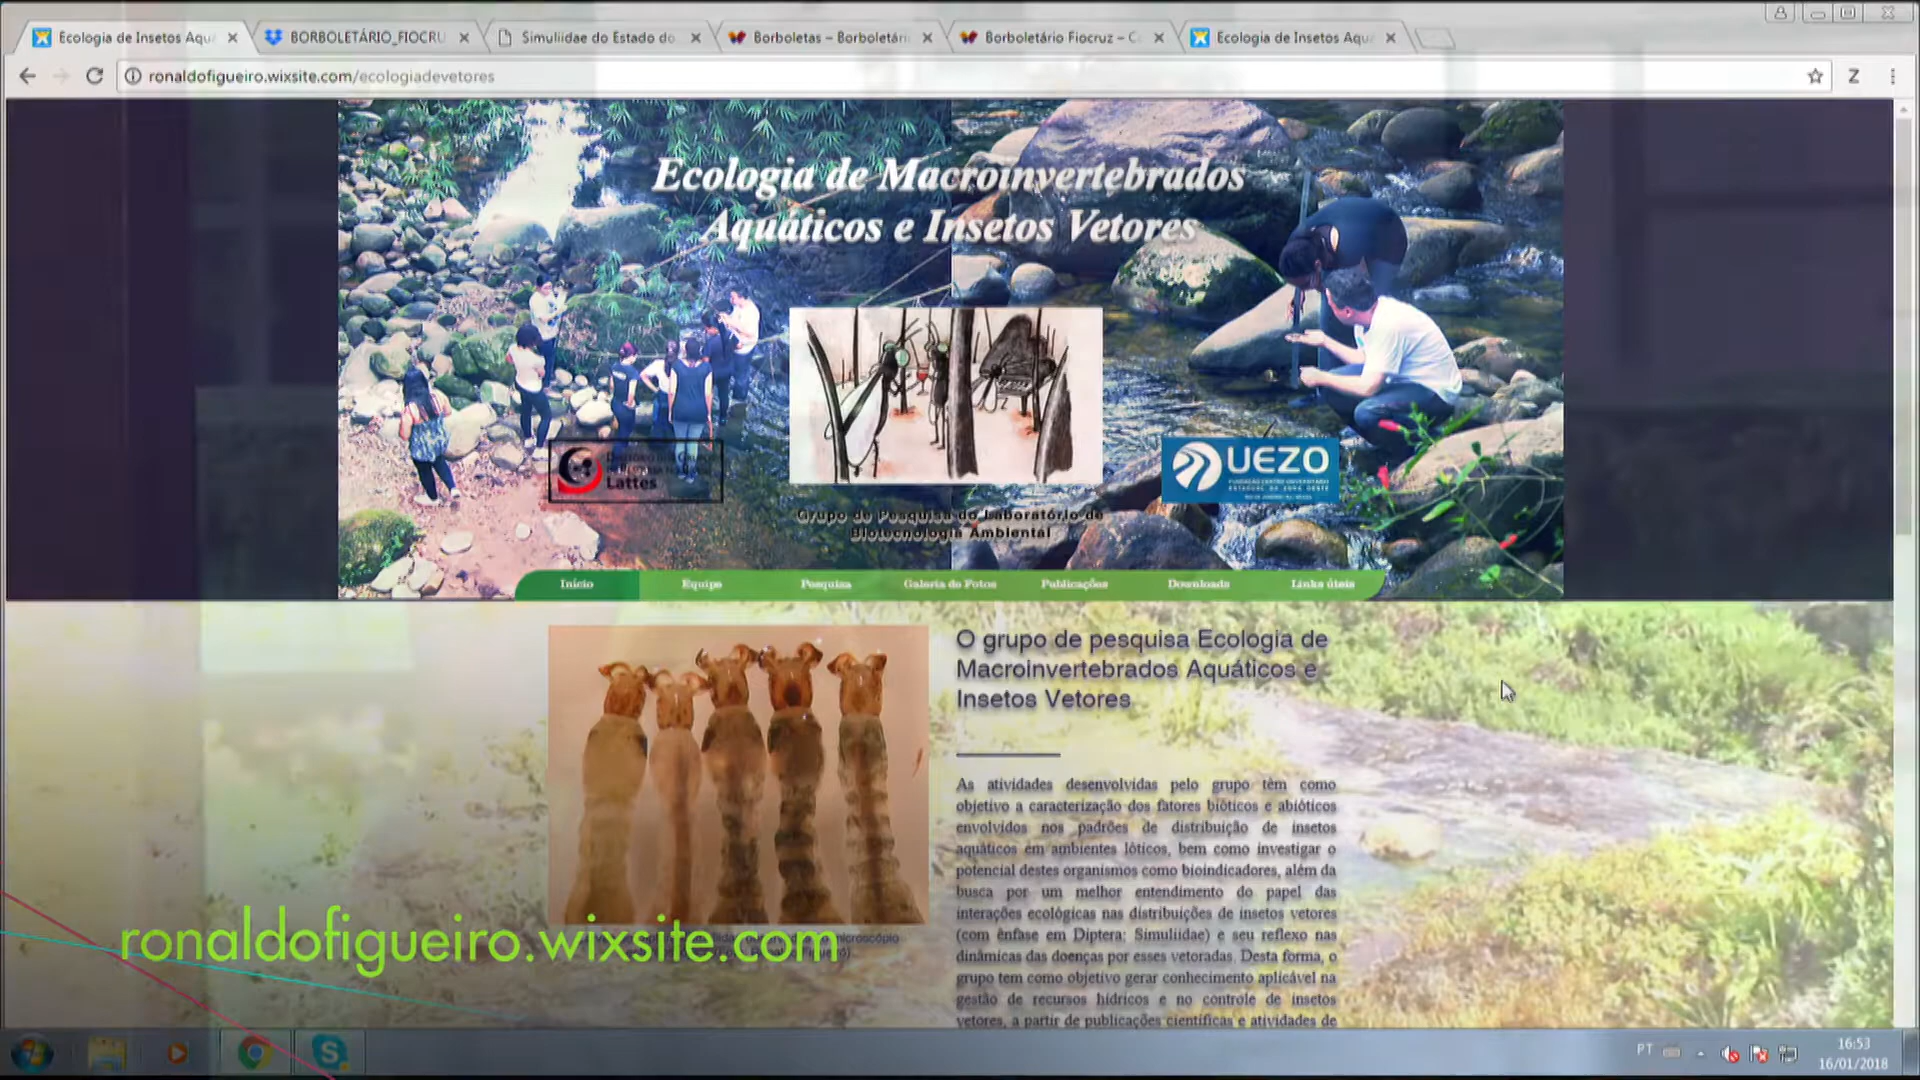 Ecologia de Insetos Aqu
BORBOLETÁRIO_FIOCRU
Simuliidae do Estado do
Borboletas – Borboletári
Borboletário Fiocruz – C
Ecologia de Insetos Aqu
ronaldofigueiro.wixsite.com/ecologiadevetores
Z
Ecologia de Macroinvertebrados
Aquáticos e Insetos Vetores
Lattes
UEZO
FUNDAÇÃO CENTRO UNIVERSITÁRIO
ESTADUAL DA ZONA OESTE
Grupo de Pesquisa do Laboratório de
Biotecnologia Ambiental
Início
Equipe
Pesquisa
Galeria de Fotos
Publicações
Downloads
Links úteis
O grupo de pesquisa Ecologia de
Macroinvertebrados Aquáticos e
Insetos Vetores
As atividades desenvolvidas pelo grupo têm como
objetivo a caracterização dos fatores bióticos e abióticos
envolvidos nos padrões de distribuição de insetos
aquáticos em ambientes lóticos, bem como investigar o
potencial destes organismos como bioindicadores, além da
busca por um melhor entendimento do papel das
interações ecológicas nas distribuições de insetos vetores
(com ênfase em Diptera: Simuliidae) e seu reflexo nas
dinâmicas das doenças por esses vetoradas. Desta forma, o
grupo tem como objetivo gerar conhecimento aplicável na
gestão de recursos hídricos e no controle de insetos
vetores, a partir de publicações científicas e atividades de
ronaldofigueiro.wixsite.com
PT
16:53
16/01/2018